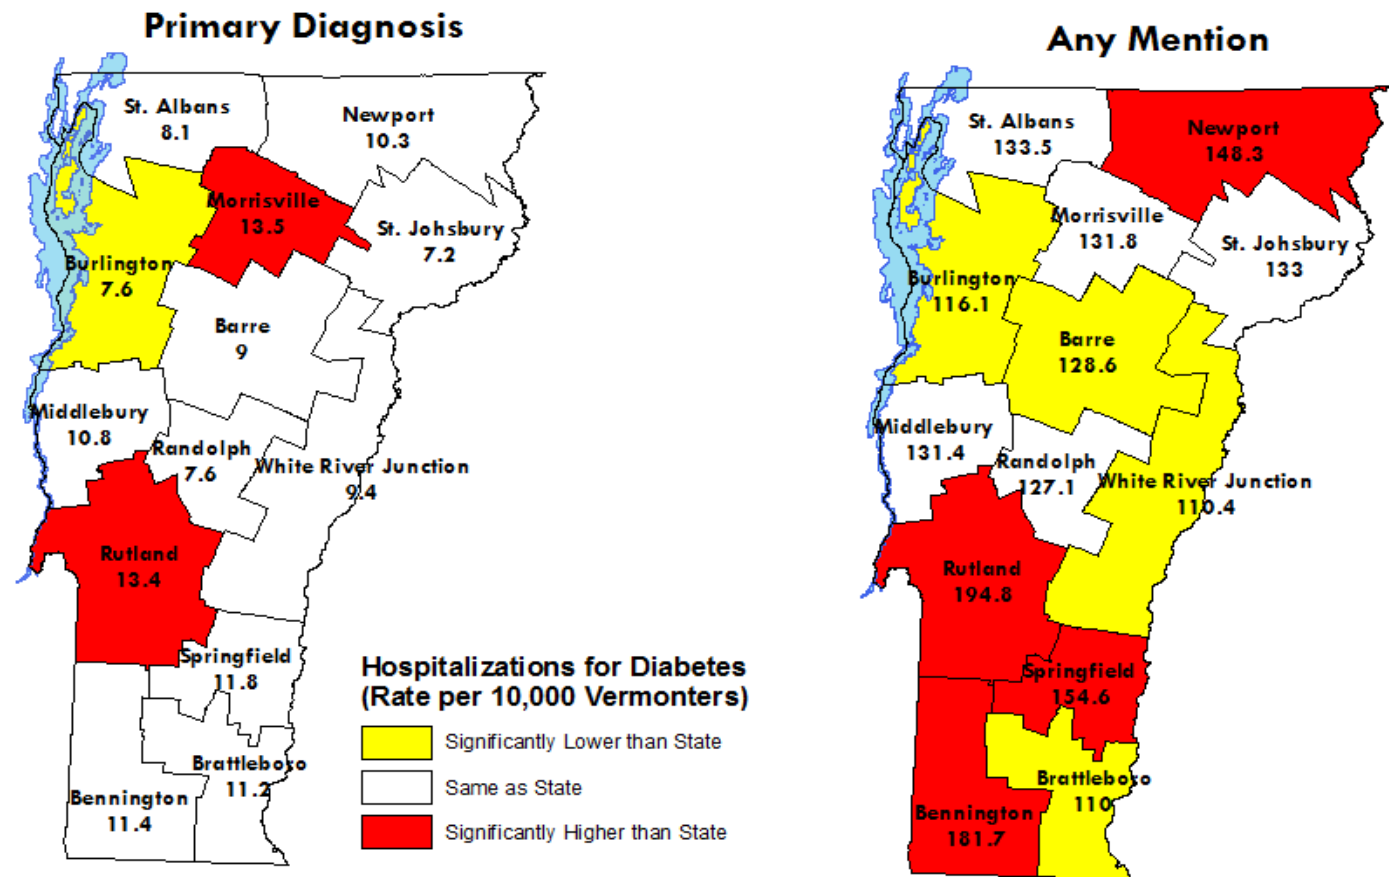 Primary Diagnosis
St. Albans
8.1
Newport
10.3
Morrisville
13.5
St. Johsbury
7.2
Burlington
7.6
Barre
9
Middlebury
10.8
Randolph
7.6
White River Junction
9.4
Rutland
13.4
Springfield
11.8
Brattleboso
11.2
Bennington
11.4
Hospitalizations for Diabetes
(Rate per 10,000 Vermonters)
Significantly Lower than State
Same as State
Significantly Higher than State
Any Mention
St. Albans
133.5
Newport
148.3
Morrisville
131.8
St. Johsbury
133
Burlington
116.1
Barre
128.6
Middlebury
131.4
Randolph
127.1
White River Junction
110.4
Rutland
194.8
Springfield
154.6
Brattleboso
110
Bennington
181.7